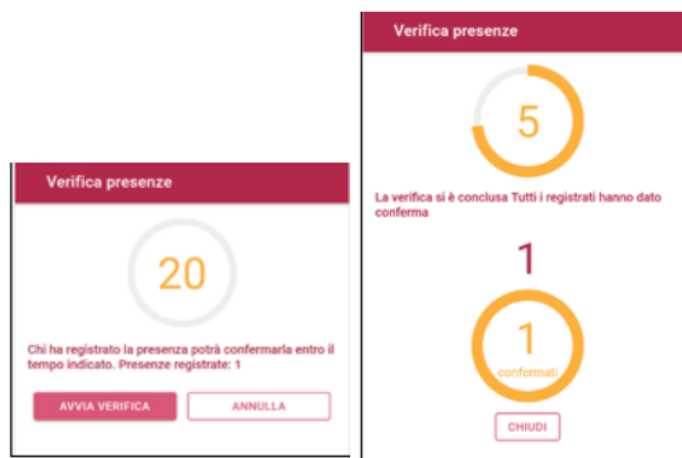 Verifica presenze
20
Chi ha registrato la presenza potrà confermarla entro il
tempo indicato. Presenze registrate: 1
AVVIA VERIFICA
ANNULLA
Verifica presenze
5
La verifica si è conclusa Tutti i registrati hanno dato
conferma
1
1
confermati
CHIUDI